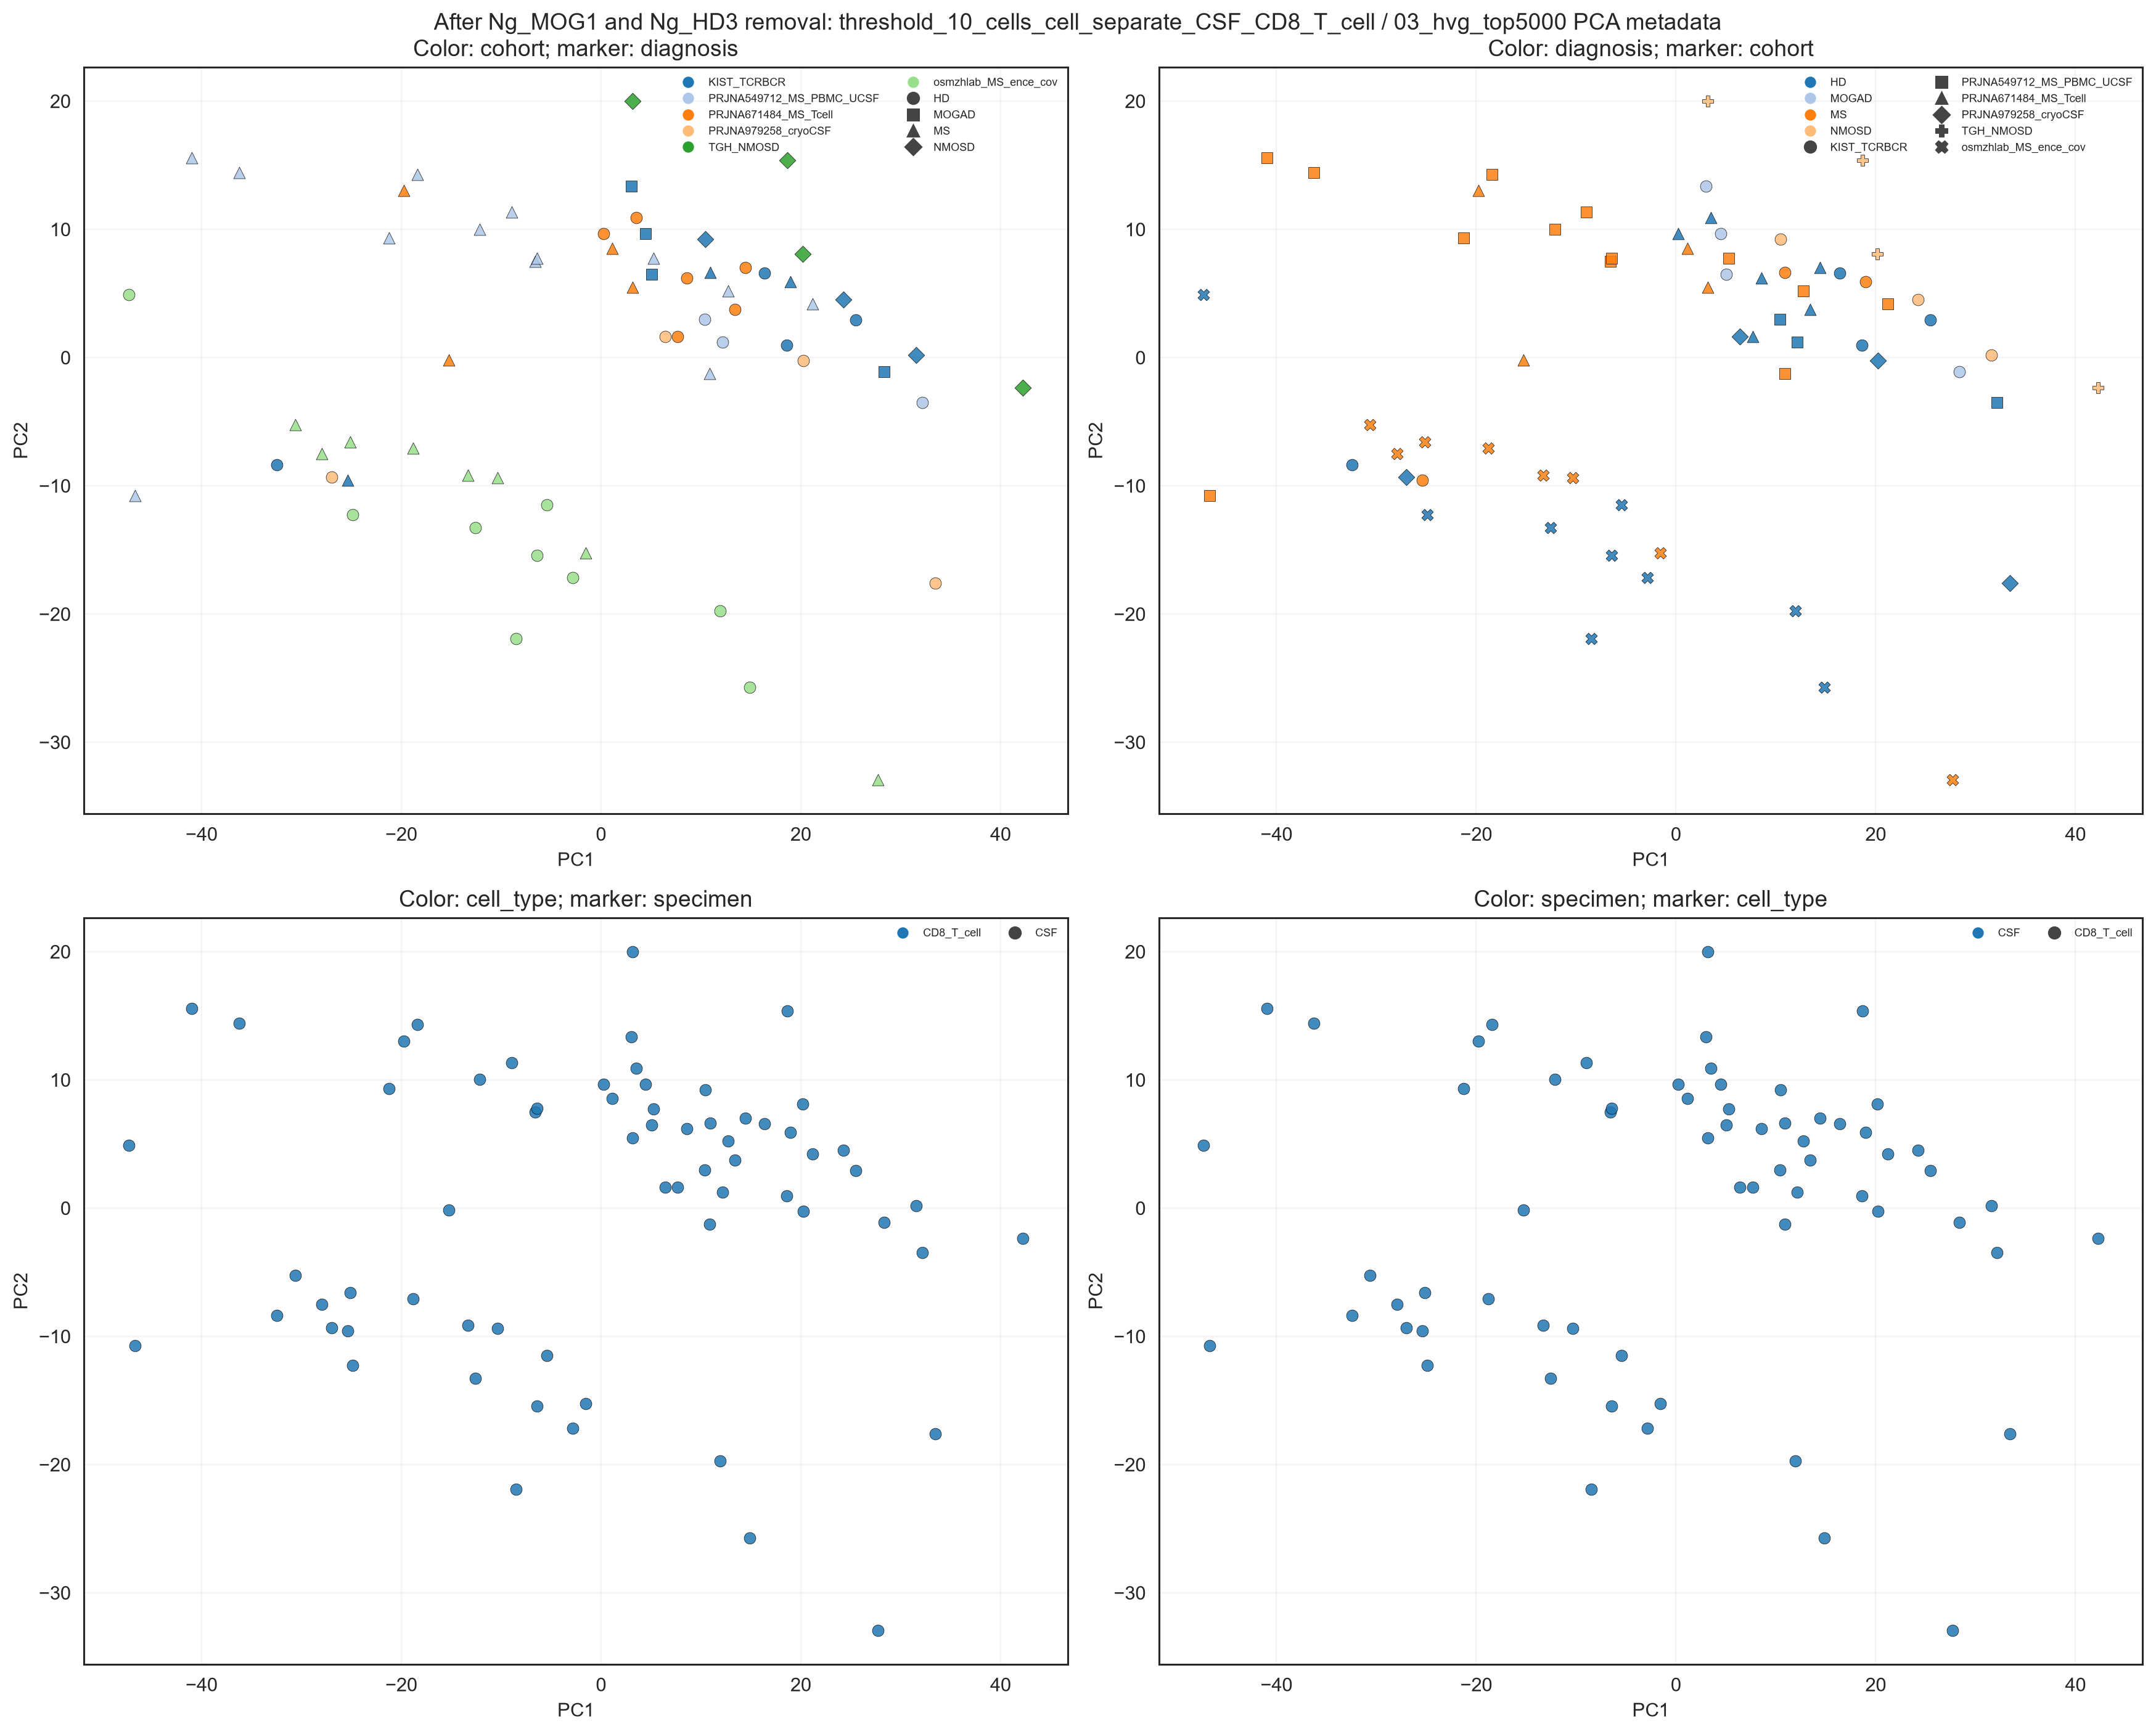 After Ng_MOG1 and Ng_HD3 removal: threshold_10_cells_cell_separate_CSF_CD8_T_cell / 03_hvg_top5000 PCA metadata
Color: cohort; marker: diagnosis
KIST_TCRBCR
PRJNA549712_MS_PBMC_UCSF
PRJNA671484_MS_Tcell
PRJNA979258_cryoCSF
TGH_NMOSD
osmzhlab_MS_ence_cov
HD
MOGAD
MS
NMOSD
20
10
0
−10
−20
−30
PC2
−40
−20
0
20
40
PC1
Color: diagnosis; marker: cohort
HD
MOGAD
MS
NMOSD
KIST_TCRBCR
PRJNA549712_MS_PBMC_UCSF
PRJNA671484_MS_Tcell
PRJNA979258_cryoCSF
TGH_NMOSD
osmzhlab_MS_ence_cov
20
10
0
−10
−20
−30
PC2
−40
−20
0
20
40
PC1
Color: cell_type; marker: specimen
CD8_T_cell
CSF
20
10
0
−10
−20
−30
PC2
−40
−20
0
20
40
PC1
Color: specimen; marker: cell_type
CSF
CD8_T_cell
20
10
0
−10
−20
−30
PC2
−40
−20
0
20
40
PC1